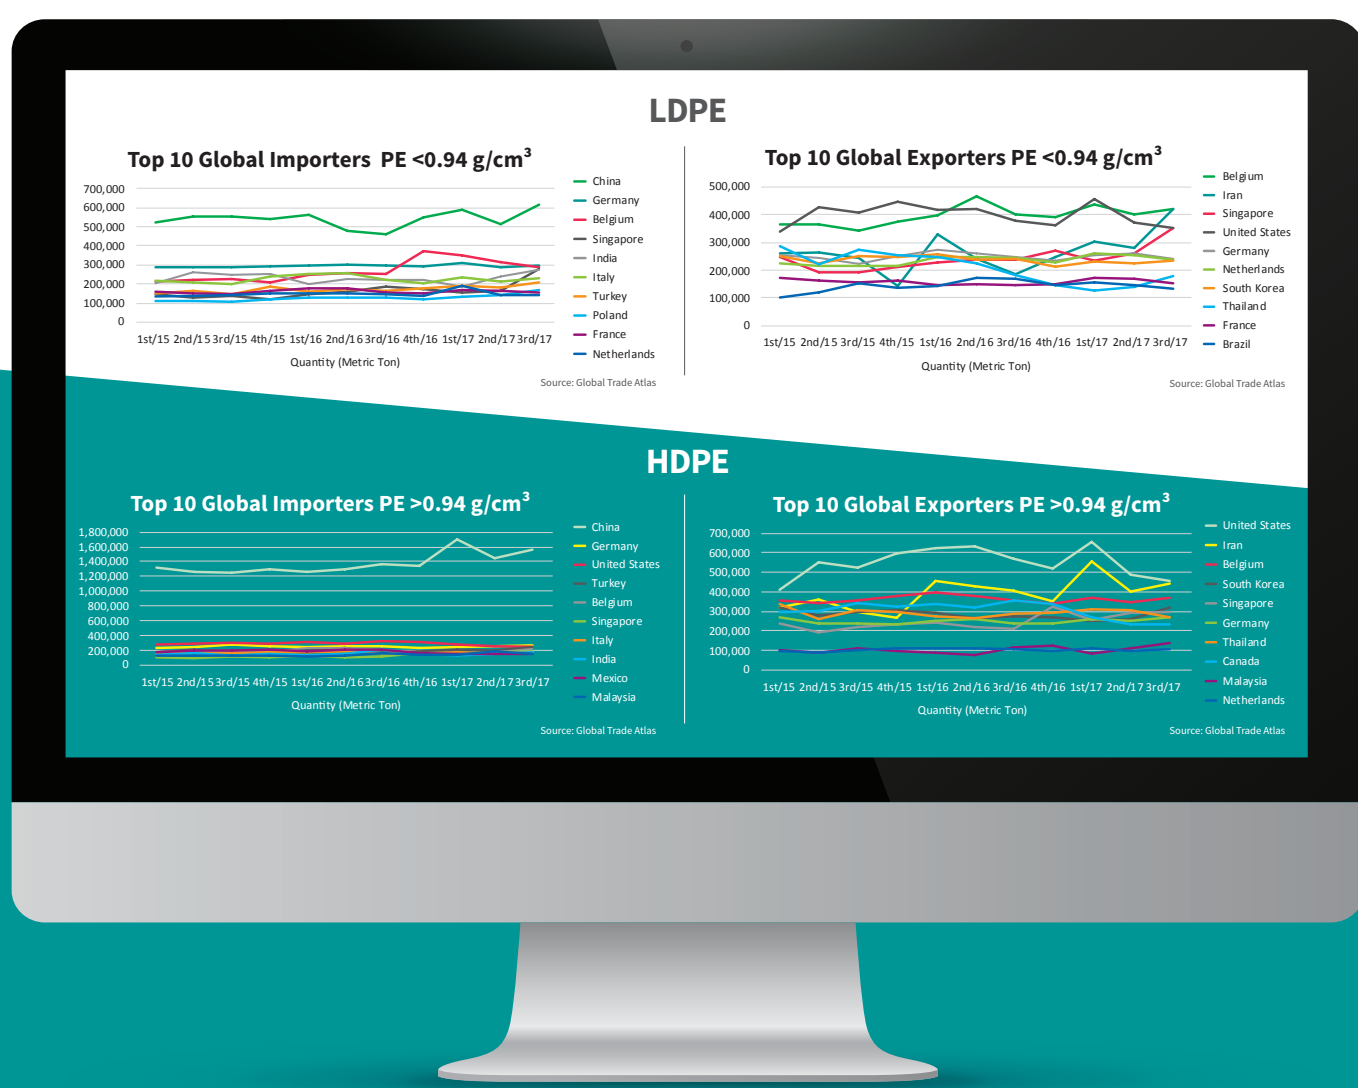 LDPE
Top 10 Global Importers PE <0.94 g/cm³
700,000
600,000
500,000
400,000
300,000
200,000
100,000
0
1st/15 2nd/15 3rd/15 4th/15 1st/16 2nd/16 3rd/16 4th/16 1st/17 2nd/17 3rd/17
Quantity (Metric Ton)
China
Germany
Belgium
Singapore
India
Italy
Turkey
Poland
France
Netherlands
Source: Global Trade Atlas
Top 10 Global Exporters PE <0.94 g/cm³
500,000
400,000
300,000
200,000
100,000
0
1st/15 2nd/15 3rd/15 4th/15 1st/16 2nd/16 3rd/16 4th/16 1st/17 2nd/17 3rd/17
Quantity (Metric Ton)
Belgium
Iran
Singapore
United States
Germany
Netherlands
South Korea
Thailand
France
Brazil
Source: Global Trade Atlas
HDPE
Top 10 Global Importers PE >0.94 g/cm³
1,800,000
1,600,000
1,400,000
1,200,000
1,000,000
800,000
600,000
400,000
200,000
0
1st/15 2nd/15 3rd/15 4th/15 1st/16 2nd/16 3rd/16 4th/16 1st/17 2nd/17 3rd/17
Quantity (Metric Ton)
China
Germany
United States
Turkey
Belgium
Singapore
Italy
India
Mexico
Malaysia
Source: Global Trade Atlas
Top 10 Global Exporters PE >0.94 g/cm³
700,000
600,000
500,000
400,000
300,000
200,000
100,000
0
1st/15 2nd/15 3rd/15 4th/15 1st/16 2nd/16 3rd/16 4th/16 1st/17 2nd/17 3rd/17
Quantity (Metric Ton)
United States
Iran
Belgium
South Korea
Singapore
Germany
Thailand
Canada
Malaysia
Netherlands
Source: Global Trade Atlas